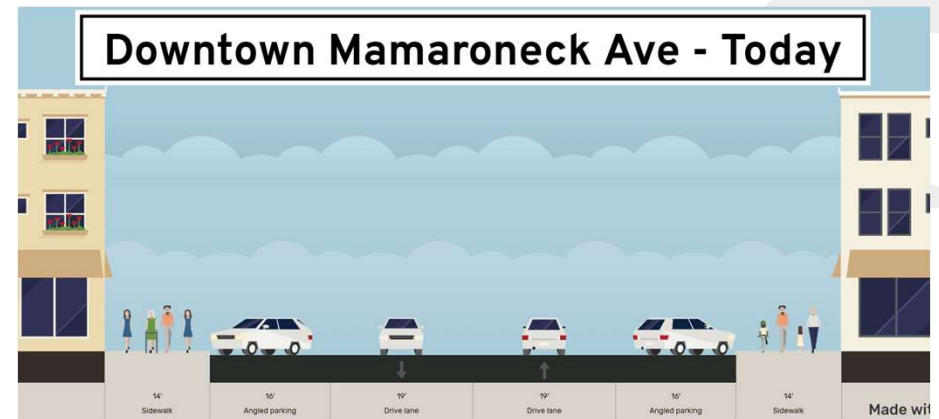 Downtown Mamaroneck Ave - Today
14' 16' 19' 19' 16' 14'
Sidewalk Angled parking Drive lane Drive lane Angled parking Sidewalk
Made wit